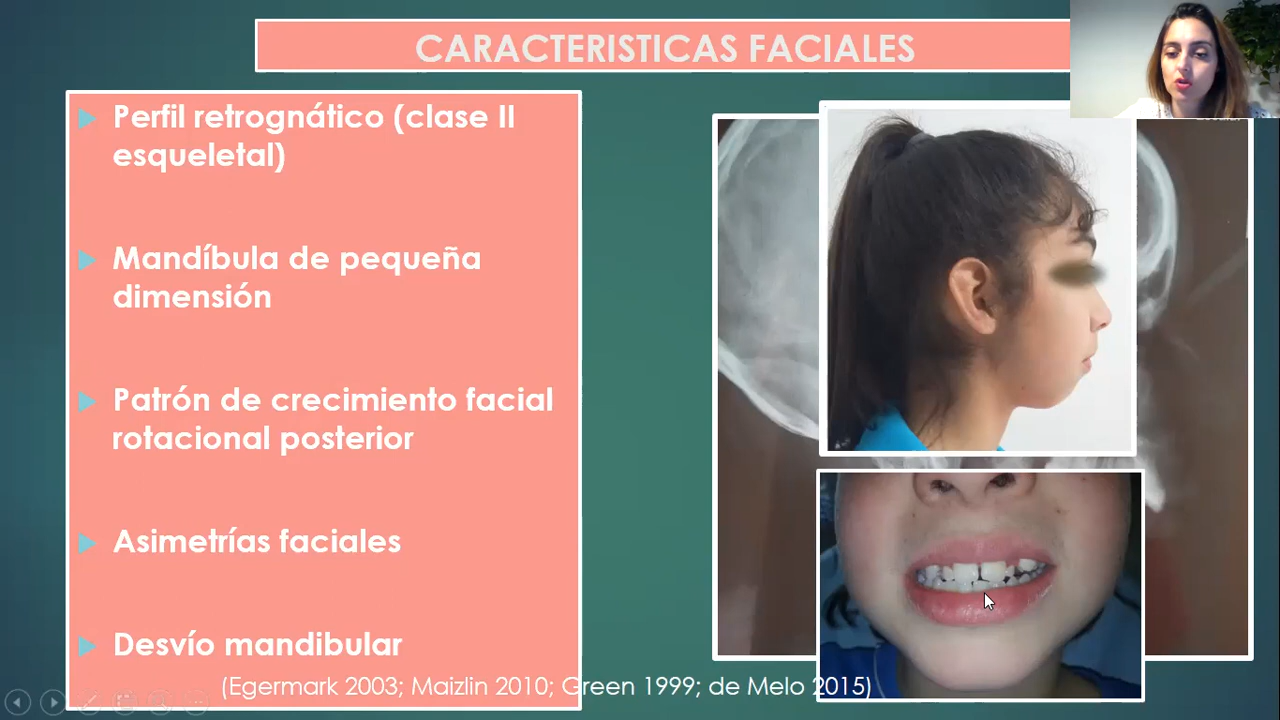 CARACTERISTICAS FACIALES
Perfil retrognático (clase II
esqueletal)
Mandíbula de pequeña
dimensión
Patrón de crecimiento facial
rotacional posterior
Asimetrías faciales
Desvío mandibular
(Egermark 2003; Maizlin 2010; Green 1999; de Melo 2015)